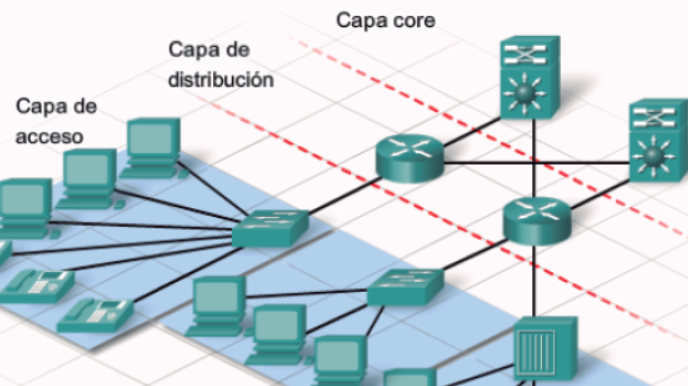 Capa core
Capa de
distribución
Capa de
acceso